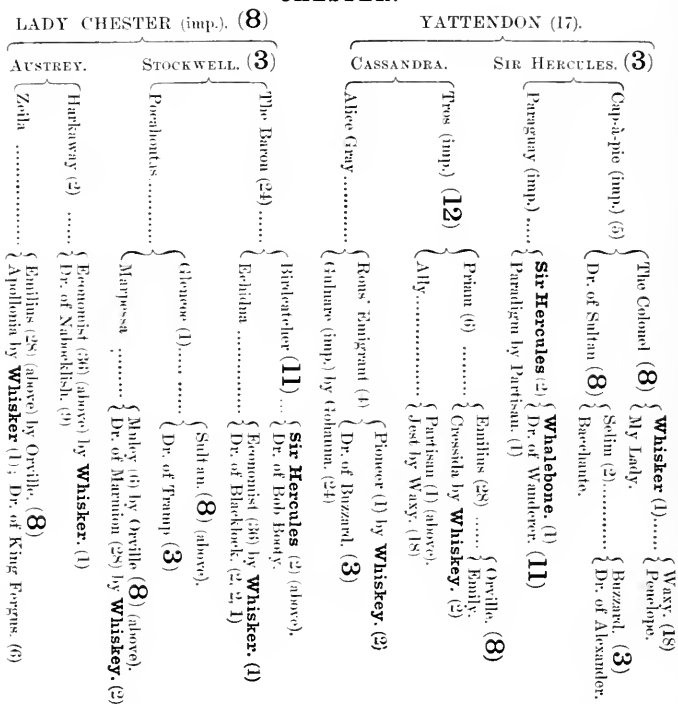 CHESTER.
LADY CHESTER (imp.). (8)
YATTENDON (17).
AUSTREY.
STOCKWELL. (3)
CASSANDRA.
SIR HERCULES. (3)
Cap-à-pie (imp.) (5)
The Colonel (8)
Whisker (1)......
Waxy. (18)
Penelope.
My Lady.
Dr. of Sultan (8)
Selim (2)............
Buzzard. (3)
Dr. of Alexander.
Bacchante.
Paraguay (imp.) .....
Sir Hercules (2)
Whalebone. (1)
Dr. of Wanderer. (11)
Paradigm by Partisan. (1)
Tros (imp.) (12)
Priam (6) .........
Emilius (28) ......
Orville. (8)
Emily.
Cressida by Whiskey. (2)
Ally...............
Partisan (1) (above).
Jest by Waxy. (18)
Alice Gray..........
Rous' Emigrant (4)
Pioneer (1) by Whiskey. (2)
Dr. of Buzzard. (3)
Gulnare (imp.) by Gohanna. (24)
The Baron (24) .....
Birdcatcher (11) ...
Sir Hercules (2) (above).
Dr. of Bob Booty.
Echidna ...............
Economist (36) by Whisker. (1)
Dr. of Blacklock. (2, 2, 1)
Pocahontas..........
Glencoe (1)...........
Sultan. (8) (above).
Dr. of Tramp (3)
Marpessa ...........
Muley (6) by Orville (8) (above).
Dr. of Marmion (28) by Whiskey. (2)
Harkaway (2) ......
Economist (36) (above) by Whisker. (1)
Dr. of Nabocklish. (9)
Zeila ..................
Emilius (28) (above) by Orville. (8)
Apollonia by Whisker (1); Dr. of King Fergus. (6)